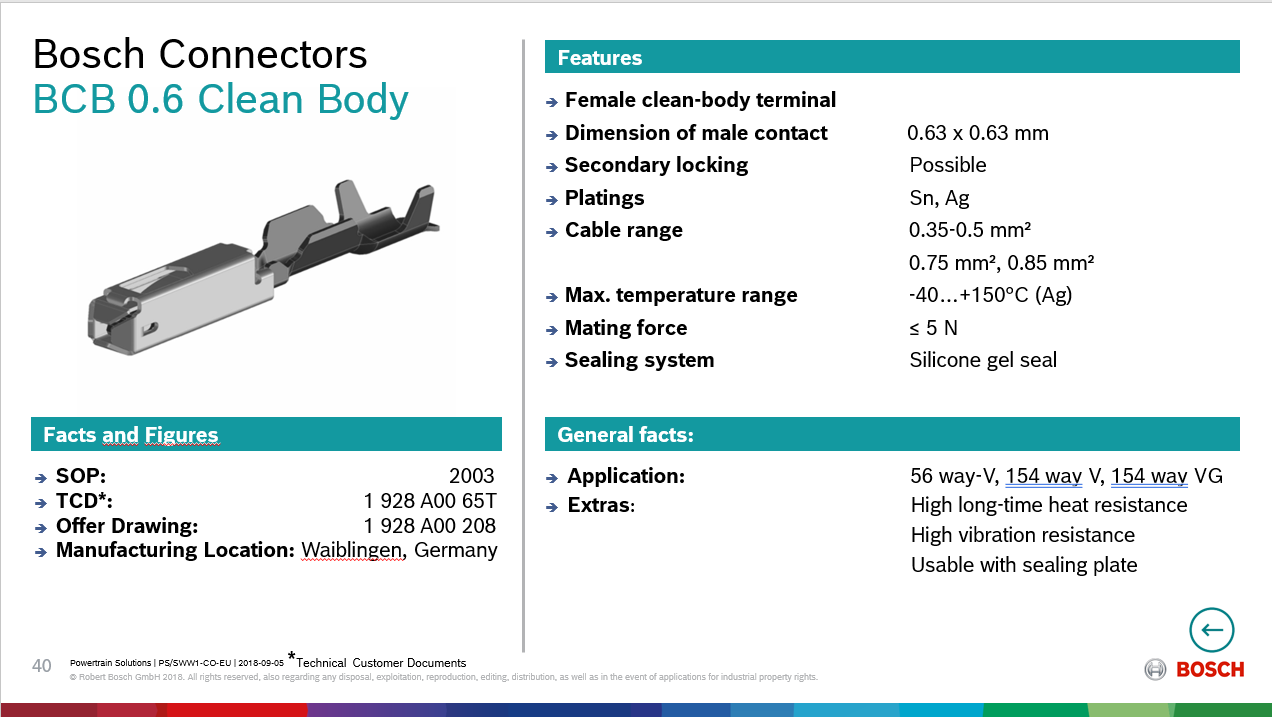 Bosch Connectors
BCB 0.6 Clean Body
Features
Female clean-body terminal
Dimension of male contact 0.63 x 0.63 mm
Secondary locking Possible
Platings Sn, Ag
Cable range 0.35-0.5 mm²
0.75 mm², 0.85 mm²
Max. temperature range -40…+150°C (Ag)
Mating force ≤ 5 N
Sealing system Silicone gel seal
Facts and Figures
SOP: 2003
TCD*: 1 928 A00 65T
Offer Drawing: 1 928 A00 208
Manufacturing Location: Waiblingen, Germany
General facts:
Application: 56 way-V, 154 way V, 154 way VG
Extras: High long-time heat resistance
High vibration resistance
Usable with sealing plate
40 Powertrain Solutions | PS/SWW1-CO-EU | 2018-09-05 *Technical Customer Documents
© Robert Bosch GmbH 2018. All rights reserved, also regarding any disposal, exploitation, reproduction, editing, distribution, as well as in the event of applications for industrial property rights.
BOSCH